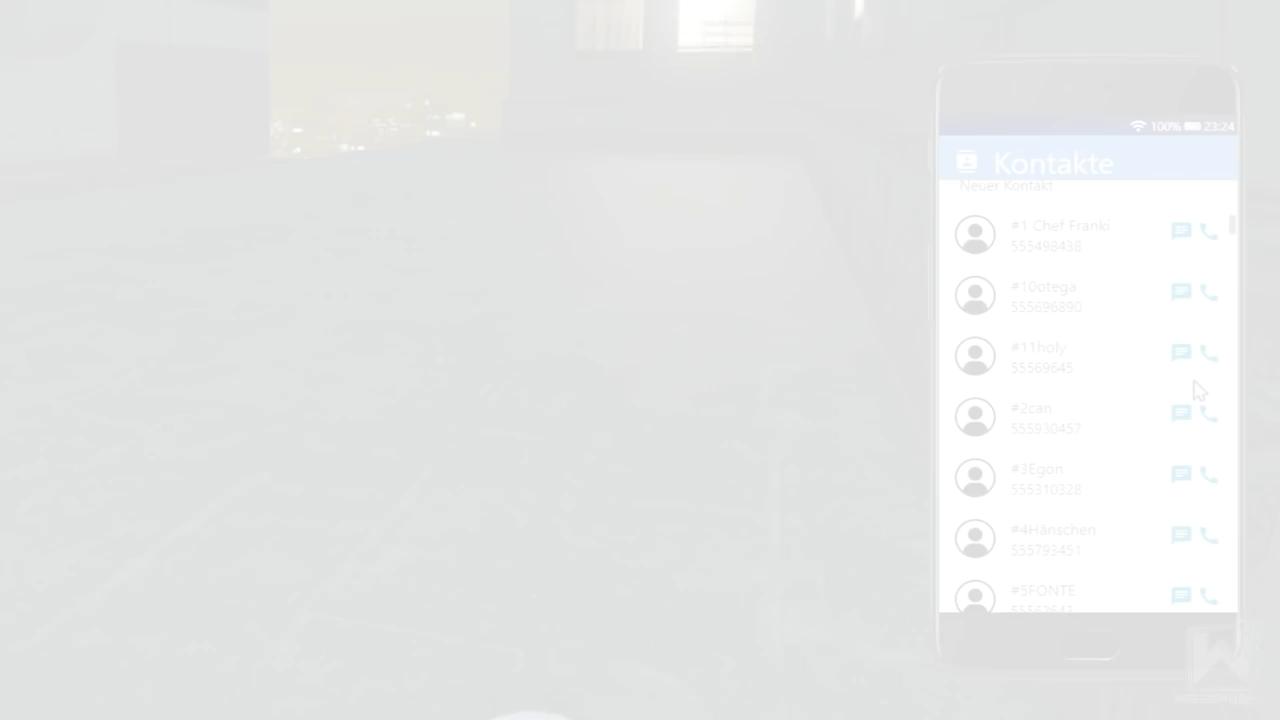 100% 23:24
Kontakte
Neuer Kontakt
#1 Chef Franki
555498438
#10otega
555696890
#11holy
55569645
#2can
555930457
#3Egon
555310328
#4Hänschen
555793451
#5FONTE